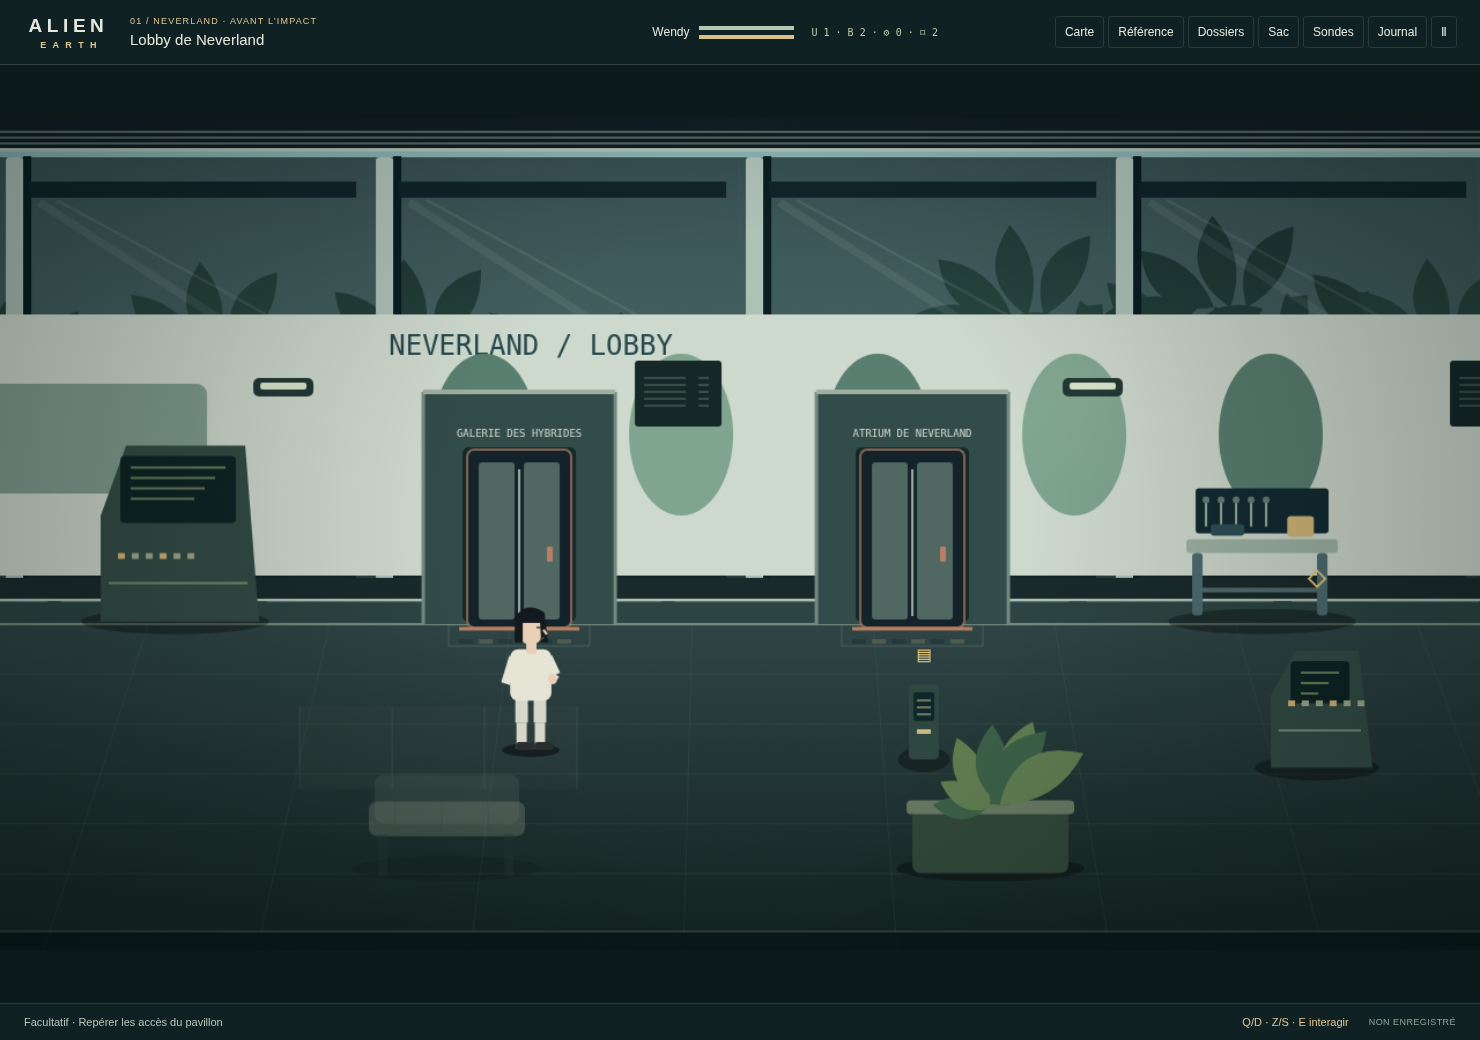 ALIEN
EARTH
01 / NEVERLAND · AVANT L'IMPACT
Lobby de Neverland
Wendy
U 1 · B 2 · ⚙ 0 · ⌑ 2
Carte
Référence
Dossiers
Sac
Sondes
Journal
II
NEVERLAND / LOBBY
GALERIE DES HYBRIDES
ATRIUM DE NEVERLAND
Facultatif · Repérer les accès du pavillon
Q/D · Z/S · E interagir
NON ENREGISTRÉ